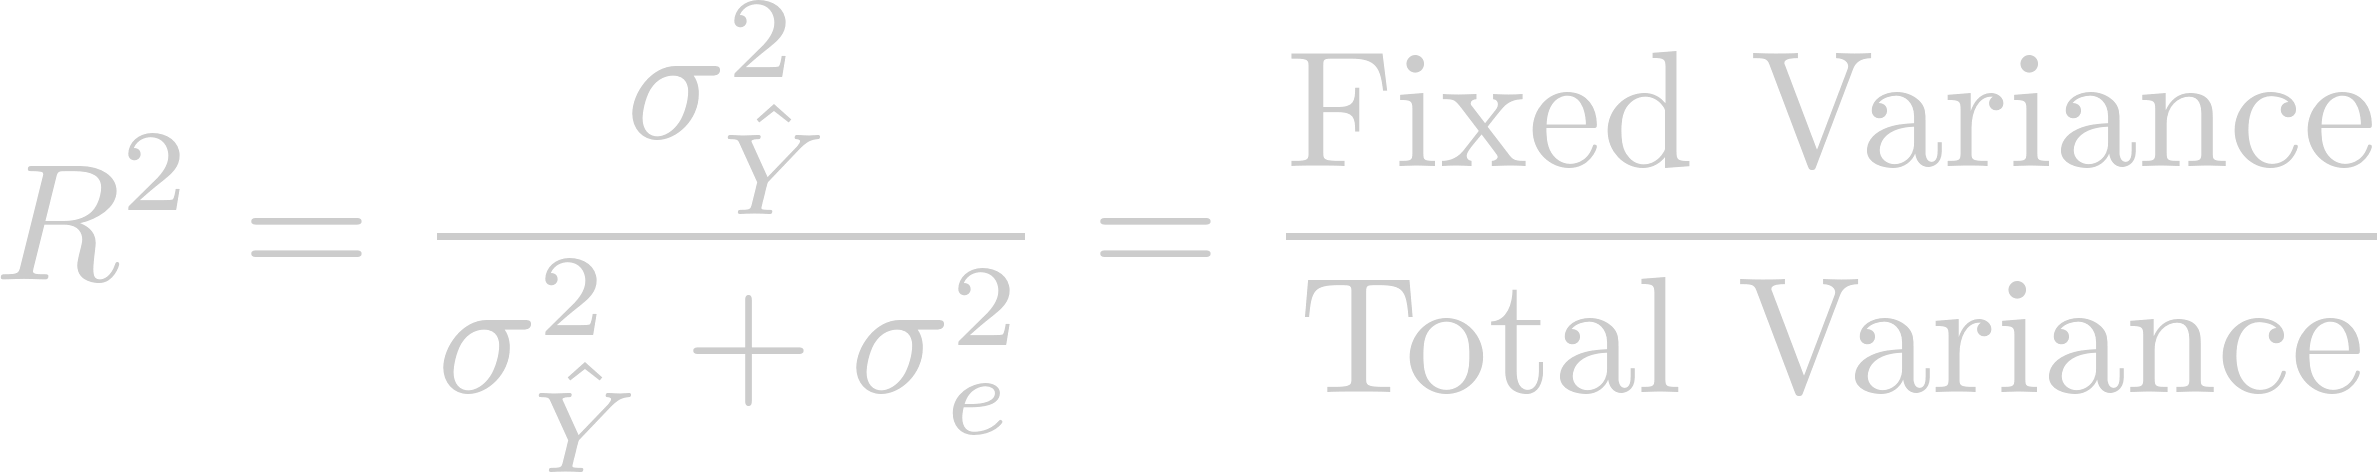 R² = σ²_Ŷ / (σ²_Ŷ + σ²_e) = Fixed Variance / Total Variance